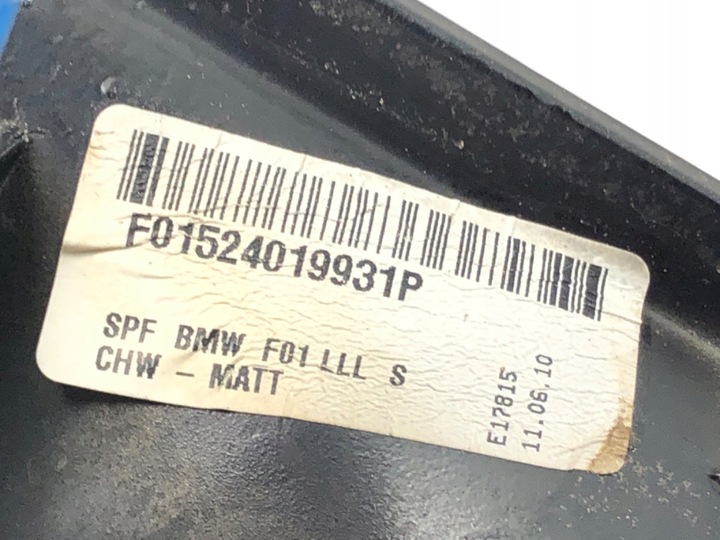 F01524019931P
SPF BMW F01 LLL S
CHW - MATT
E17815
11.06.10